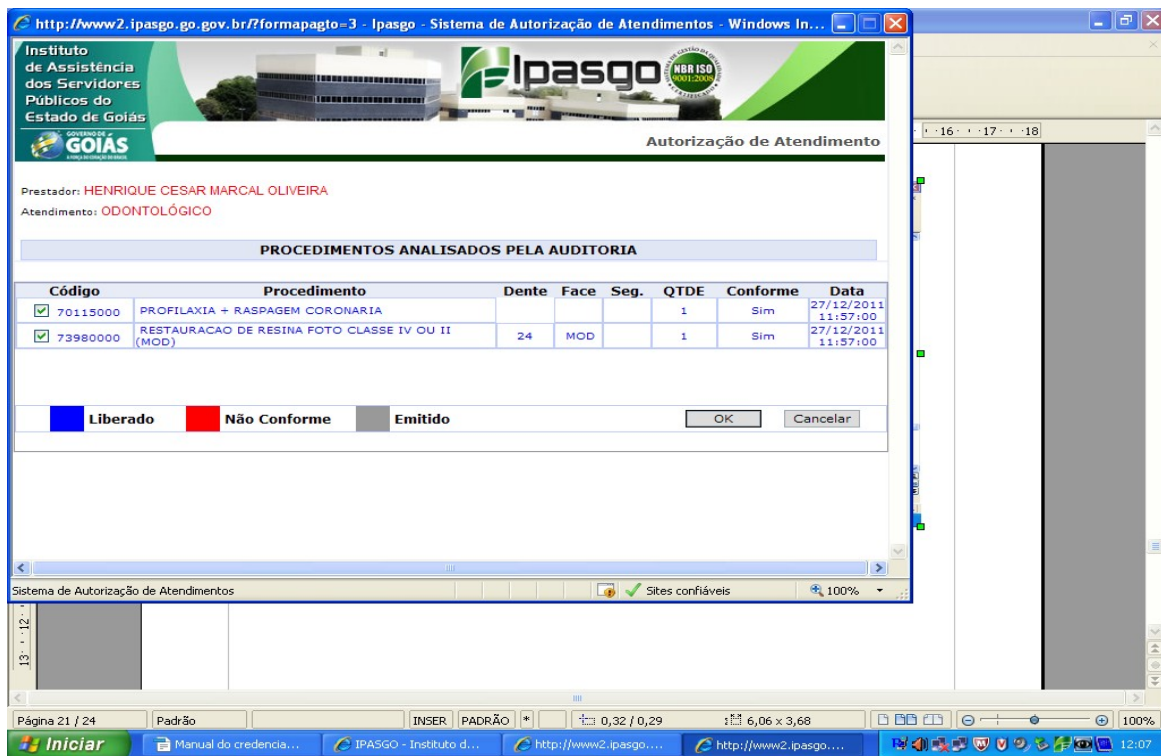 http://www2.ipasgo.go.gov.br/?formapagto=3 - Ipasgo - Sistema de Autorização de Atendimentos - Windows In...
Instituto
de Assistência
dos Servidores
Públicos do
Estado de Goiás
GOVERNO DE
GOIÁS
Ipasgo
NBR ISO
9001:2008
Autorização de Atendimento
Prestador: HENRIQUE CESAR MARCAL OLIVEIRA
Atendimento: ODONTOLÓGICO
PROCEDIMENTOS ANALISADOS PELA AUDITORIA
Código Procedimento Dente Face Seg. QTDE Conforme Data
70115000 PROFILAXIA + RASPAGEM CORONARIA 1 Sim 27/12/2011 11:57:00
73980000 RESTAURACAO DE RESINA FOTO CLASSE IV OU II (MOD) 24 MOD 1 Sim 27/12/2011 11:57:00
Liberado Não Conforme Emitido OK Cancelar
Sistema de Autorização de Atendimentos Sites confiáveis 100%
16 17 18
12
13
Página 21 / 24 Padrão INSER PADRÃO * 0,32 / 0,29 6,06 x 3,68 100%
Iniciar Manual do credencia... IPASGO - Instituto d... http://www2.ipasgo.... http://www2.ipasgo.... 12:07